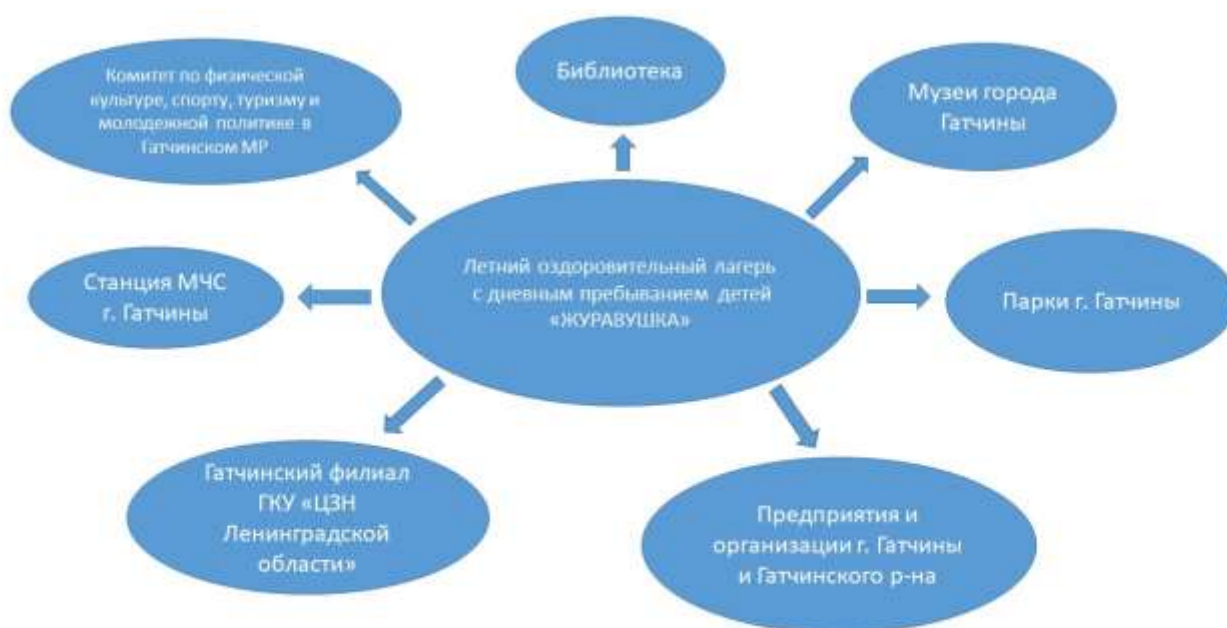 Комитет по физической
культуре, спорту, туризму и
молодежной политике в
Гатчинском МР
Библиотека
Музеи города
Гатчины
Станция МЧС
г. Гатчины
Летний оздоровительный лагерь
с дневным пребыванием детей
«ЖУРАВУШКА»
Парки г. Гатчины
Гатчинский филиал
ГКУ «ЦЗН
Ленинградской
области»
Предприятия и
организации г. Гатчины
и Гатчинского р-на